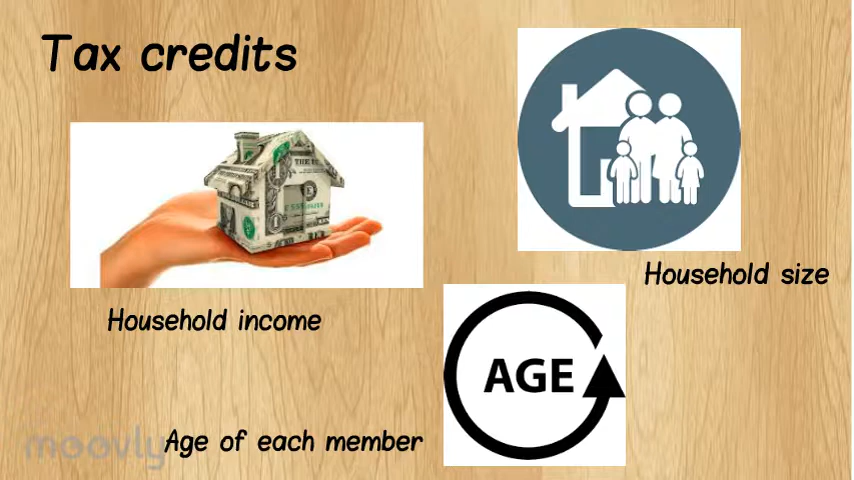 Tax credits
Household size
Household income
AGE
Age of each member
moovly